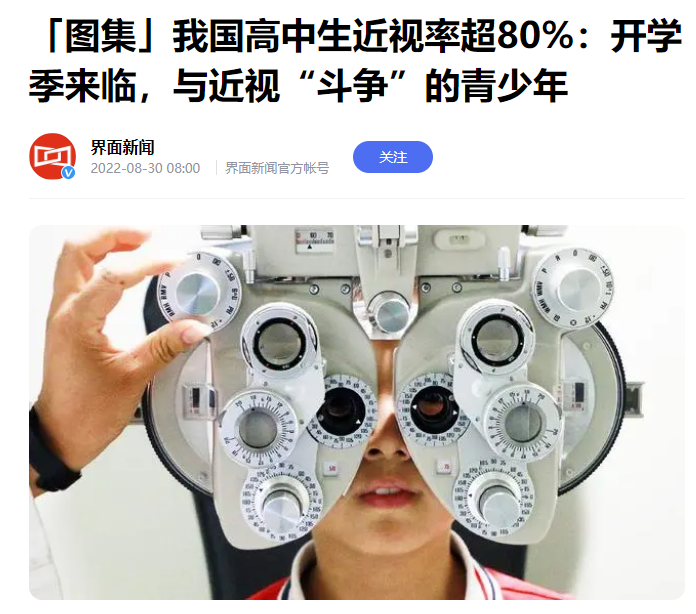 「图集」我国高中生近视率超80%：开学
季来临，与近视“斗争”的青少年
界面新闻
2022-08-30 08:00 界面新闻官方帐号
关注